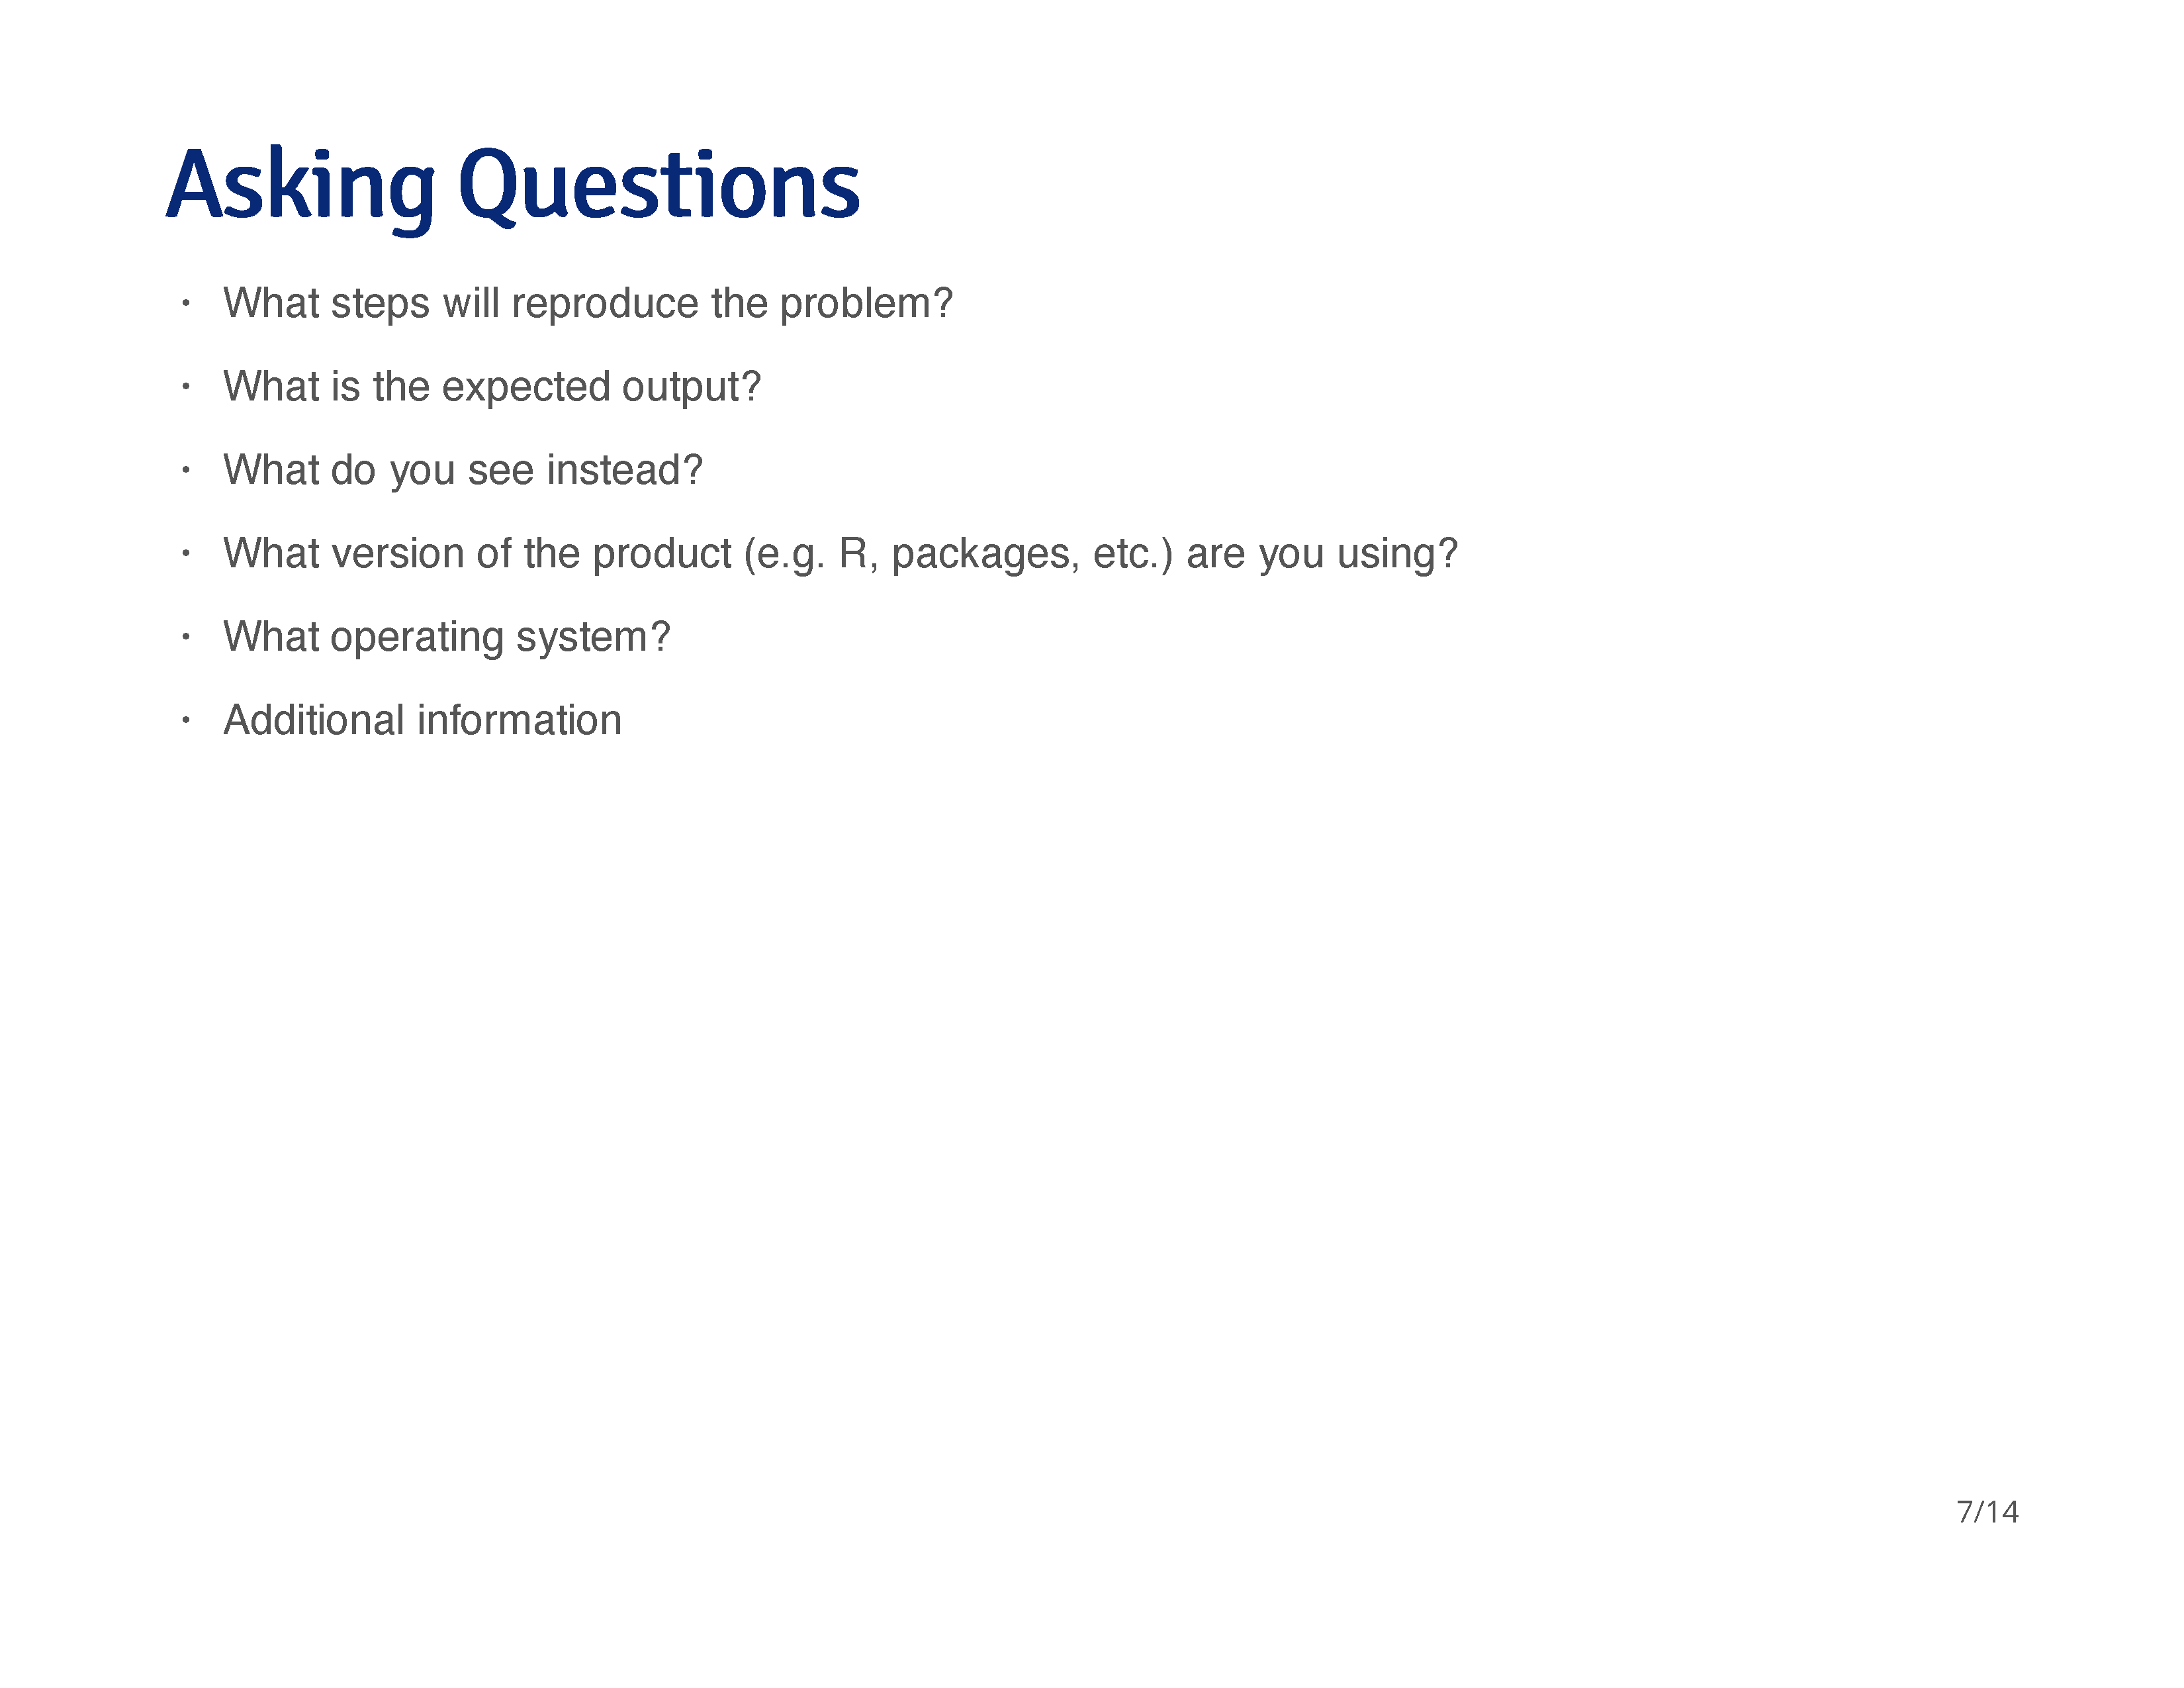 Asking Questions
· What steps will reproduce the problem?
· What is the expected output?
· What do you see instead?
· What version of the product (e.g. R, packages, etc.) are you using?
· What operating system?
· Additional information
7/14